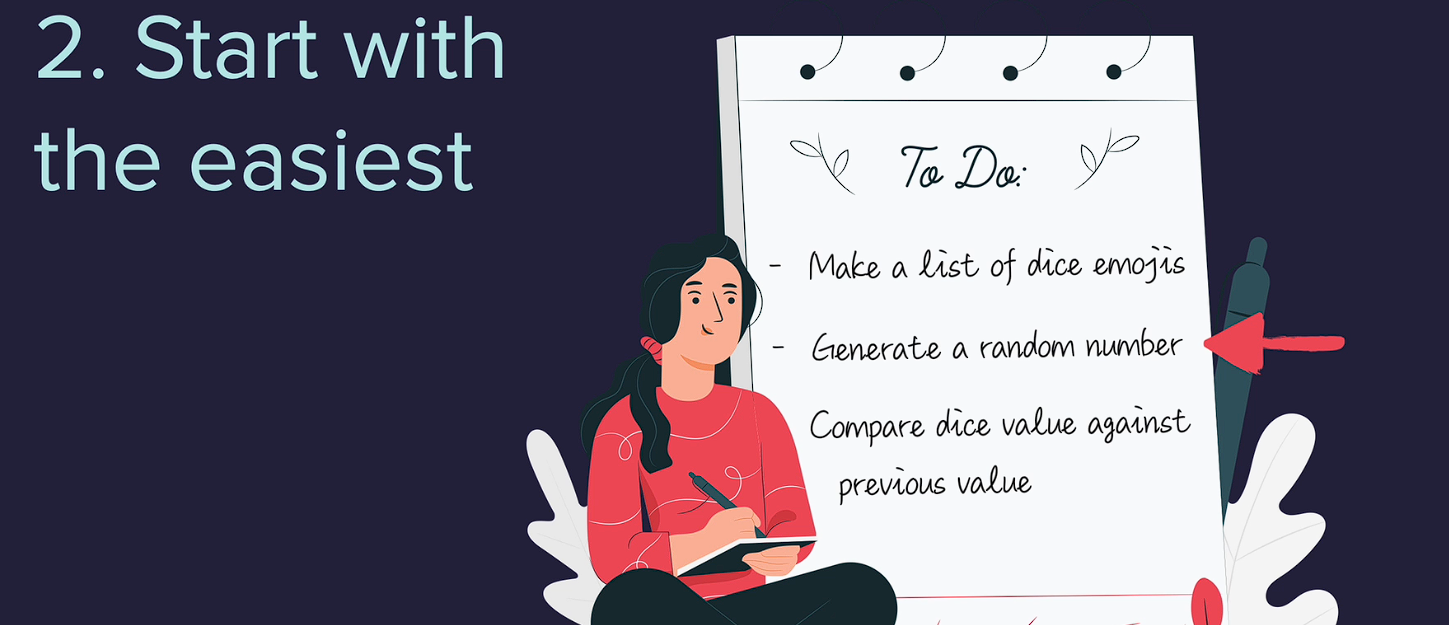 2. Start with
the easiest
To Do:
- Make a list of dice emojis
- Generate a random number
Compare dice value against
previous value